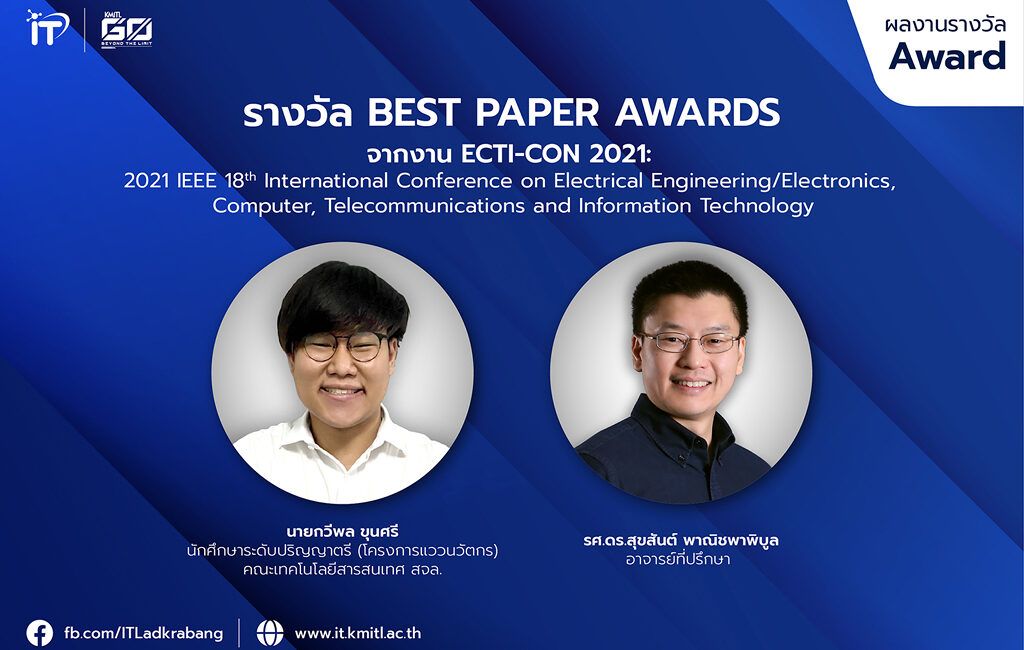 iT
KMITL
GO
BEYOND THE LIMIT
ผลงานรางวัล
Award
รางวัล BEST PAPER AWARDS
จากงาน ECTI-CON 2021:
2021 IEEE 18th International Conference on Electrical Engineering/Electronics,
Computer, Telecommunications and Information Technology
นายกวีพล ขุนศรี
นักศึกษาระดับปริญญาตรี (โครงการแววนวัตกร)
คณะเทคโนโลยีสารสนเทศ สจล.
รศ.ดร.สุขสันต์ พาณิชพาพิบูล
อาจารย์ที่ปรึกษา
fb.com/ITLadkrabang
www.it.kmitl.ac.th